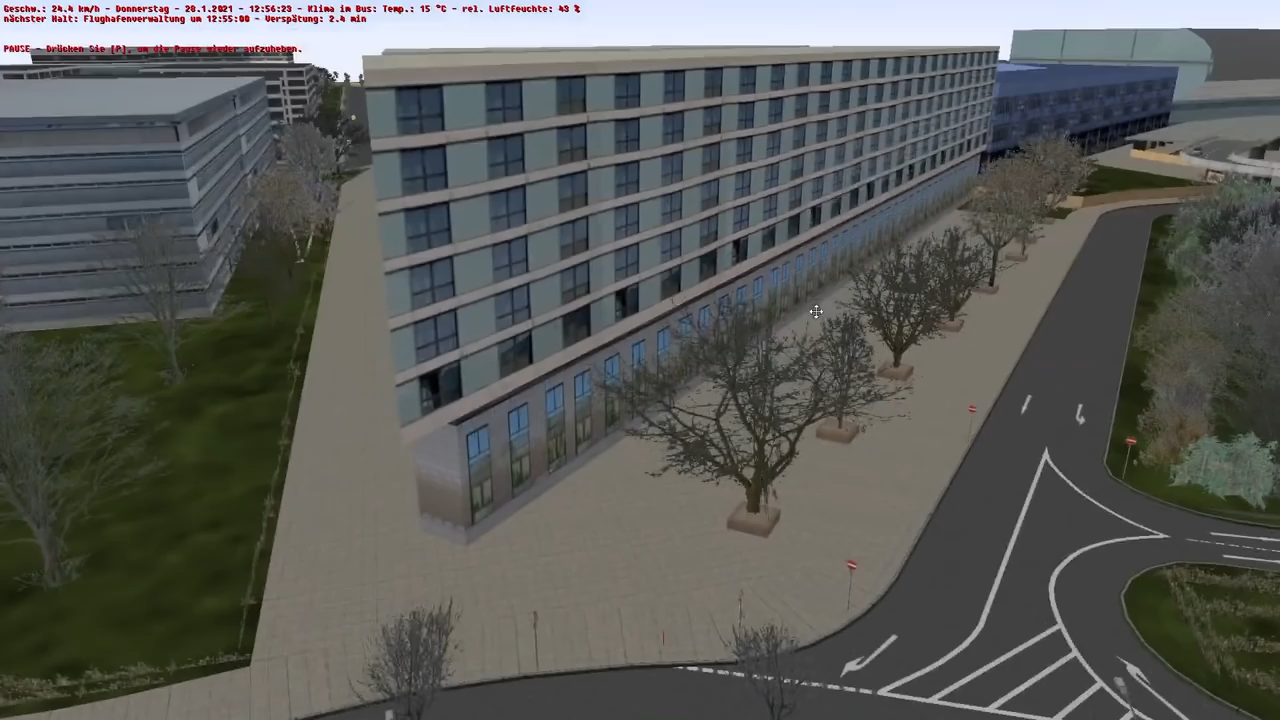 Geschw.: 24.4 km/h - Donnerstag - 28.1.2021 - 12:56:23 - Klima im Bus: Temp.: 15 °C - rel. Luftfeuchte: 43 %
nächster Halt: Flughafenverwaltung um 12:55:00 - Verspätung: 2.4 min
PAUSE - Drücken Sie [P], um die Pause wieder aufzuheben.